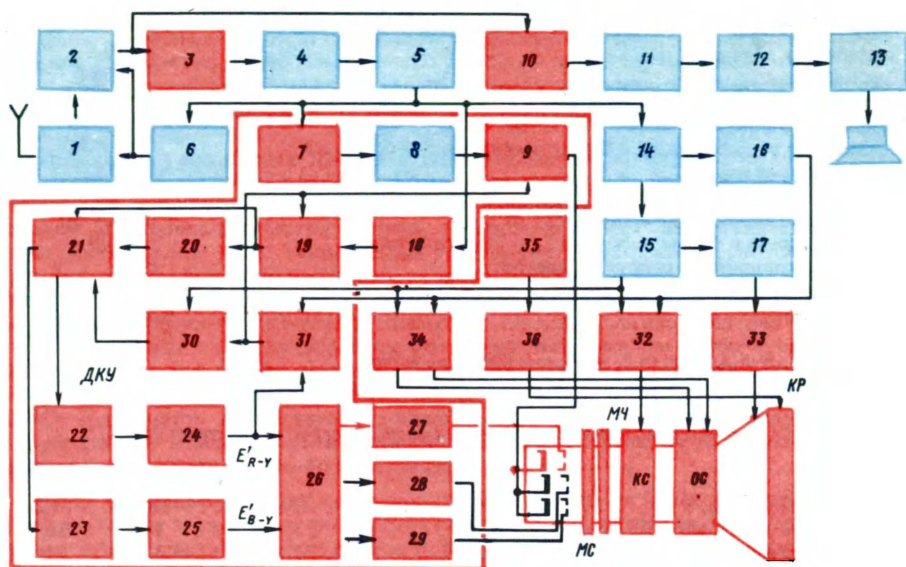 2 3 4 5 10 11 12 13
1 6 7 8 9 14 16
21 20 19 18 35 15 17
30 31 34 36 32 33
ДКУ
КР
22 24 27 МЧ
E'R-Y
26 28 КС ОС
23 25 E'B-Y
29 МС